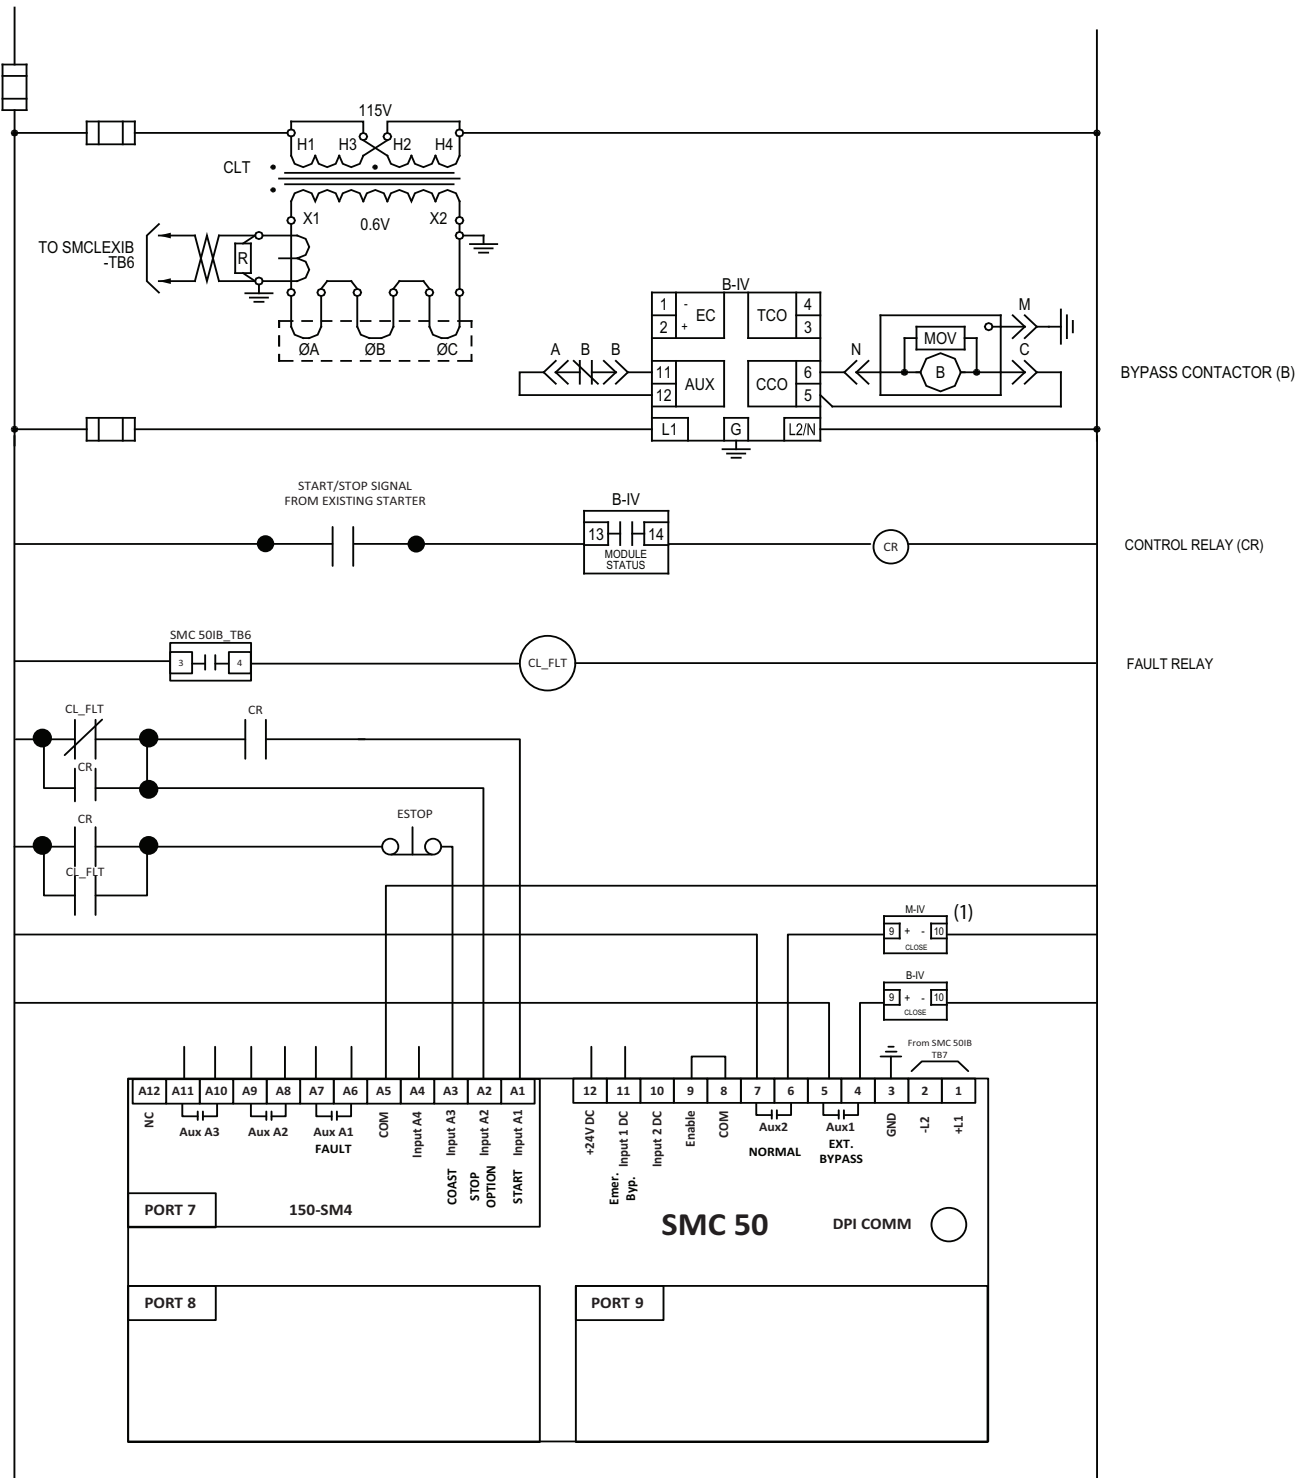 115V
H1 H3 H2 H4
CLT
X1 0.6V X2
TO SMCLEXIB
-TB6
R
ØA ØB ØC
B-IV
1 - EC TCO 4
2 + 3
M
MOV
A B B N B C
11 AUX CCO 6
12 5
L1 G L2/N
BYPASS CONTACTOR (B)
START/STOP SIGNAL
FROM EXISTING STARTER
B-IV
13 14
MODULE
STATUS
CR
CONTROL RELAY (CR)
SMC 50IB_TB6
3 4
CL_FLT
FAULT RELAY
CL_FLT
CR
CR
CR
ESTOP
CL_FLT
M-IV (1)
9 + - 10
CLOSE
B-IV
9 + - 10
CLOSE
From SMC 50IB
TB7
A12 A11 A10 A9 A8 A7 A6 A5 A4 A3 A2 A1
NC
Aux A3
Aux A2
Aux A1
FAULT
COM
Input A4
Input A3
COAST
Input A2
STOP
OPTION
Input A1
START
12 11 10 9 8 7 6 5 4 3 2 1
+24V DC
Input 1 DC
Emer.
Byp.
Input 2 DC
Enable
COM
Aux2
NORMAL
Aux1
EXT.
BYPASS
GND
-L2
+L1
PORT 7
150-SM4
SMC 50
DPI COMM
PORT 8
PORT 9